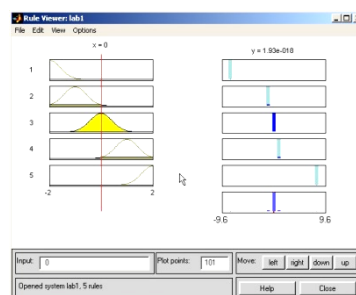 Rule Viewer: lab1
File Edit View Options
x = 0
y = 1.93e-018
1
2
3
4
5
-2 2
-9.6 9.6
Input: 0 Plot points: 101 Move: left right down up
Opened system lab1, 5 rules Help Close